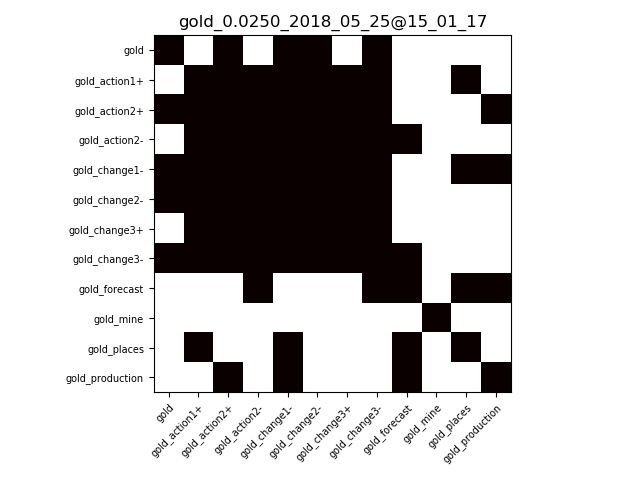 gold_0.0250_2018_05_25@15_01_17
gold
gold_action1+
gold_action2+
gold_action2-
gold_change1-
gold_change2-
gold_change3+
gold_change3-
gold_forecast
gold_mine
gold_places
gold_production
gold
gold_action1+
gold_action2+
gold_action2-
gold_change1-
gold_change2-
gold_change3+
gold_change3-
gold_forecast
gold_mine
gold_places
gold_production